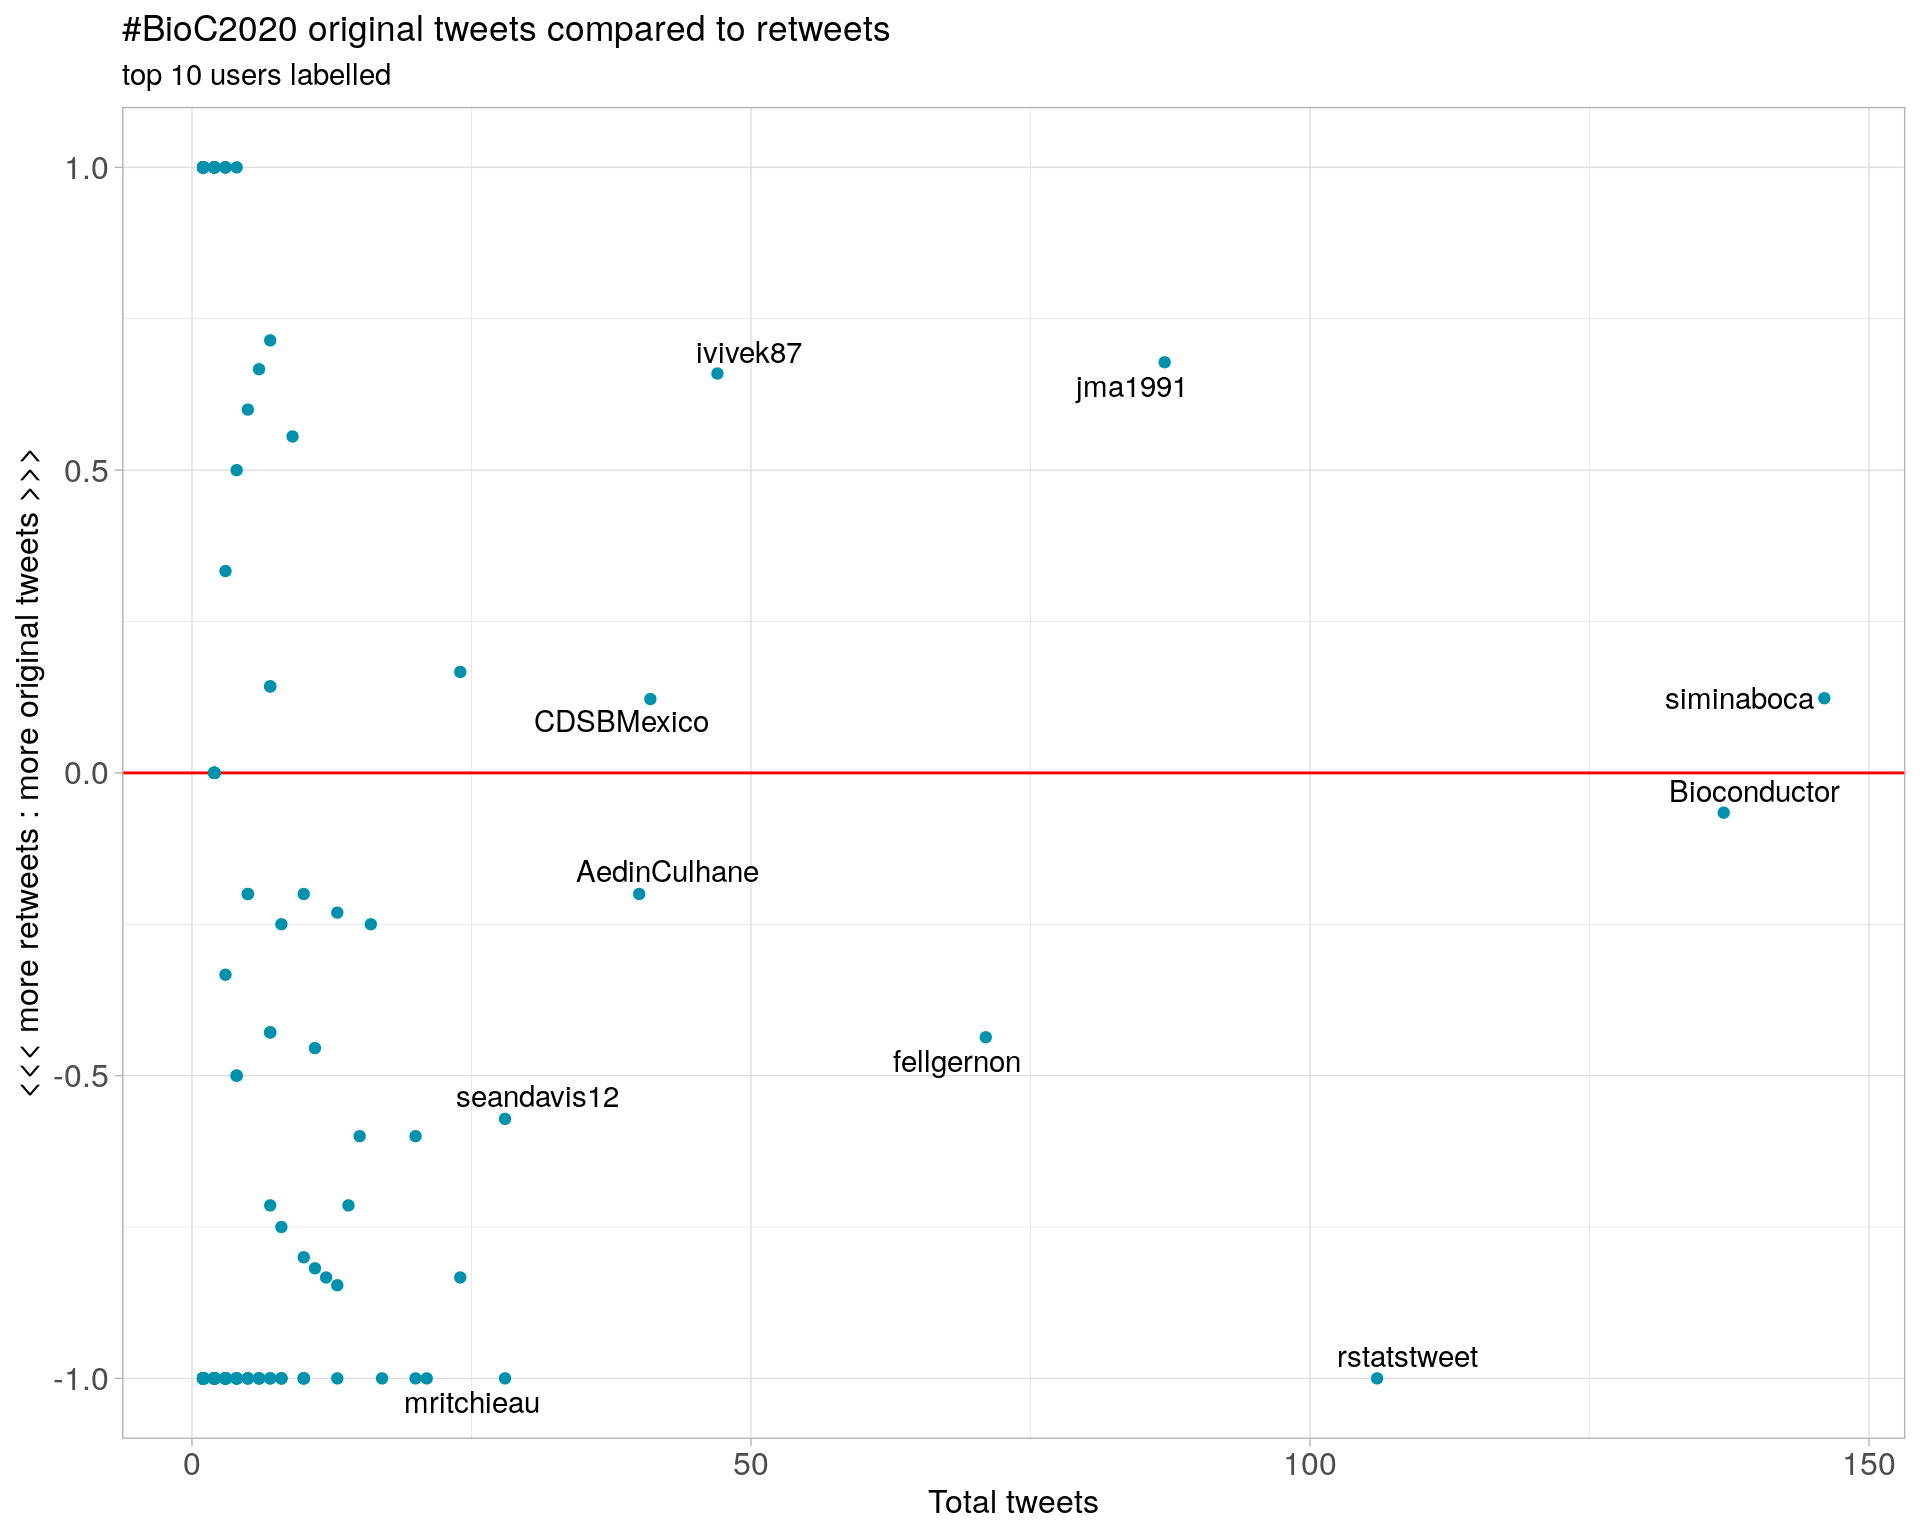 #BioC2020 original tweets compared to retweets
top 10 users labelled
<<< more retweets : more original tweets >>>
1.0
0.5
0.0
-0.5
-1.0
ivivek87
jma1991
CDSBMexico
siminaboca
Bioconductor
AedinCulhane
fellgernon
seandavis12
rstatstweet
mritchieau
0
50
100
150
Total tweets